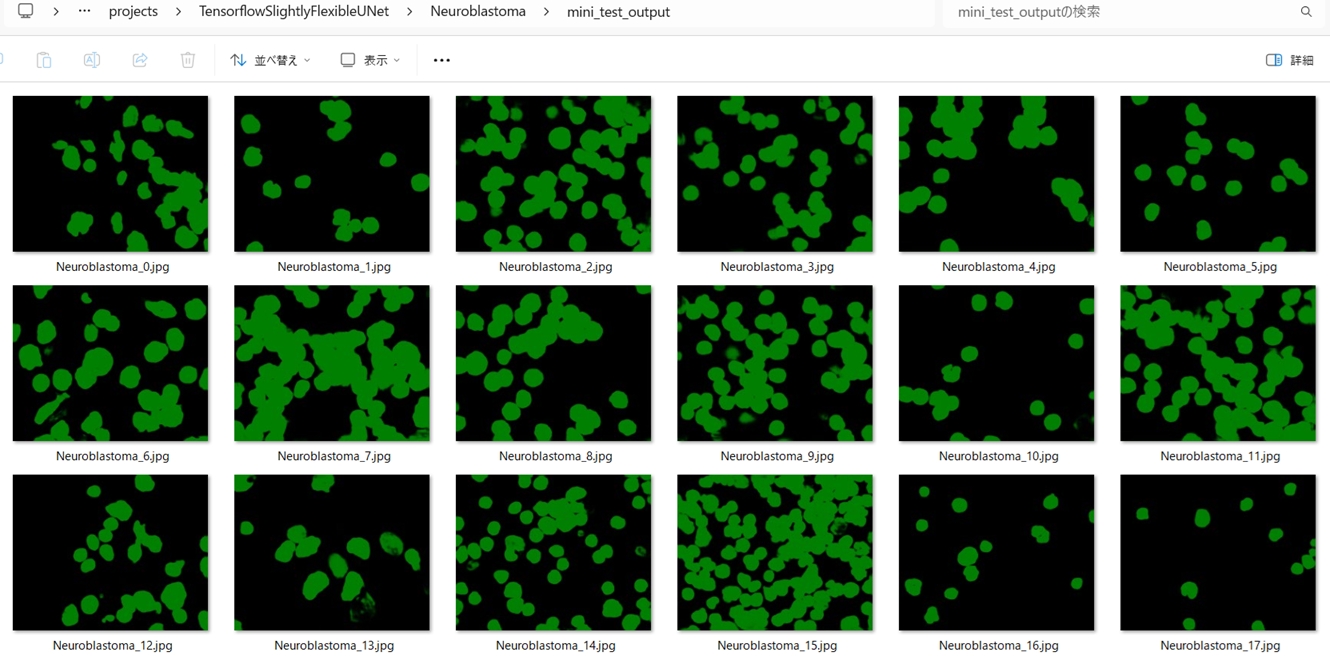 projects > TensorflowSlightlyFlexibleUNet > Neuroblastoma > mini_test_output
mini_test_outputの検索
並べ替え 表示 詳細
Neuroblastoma_0.jpg Neuroblastoma_1.jpg Neuroblastoma_2.jpg Neuroblastoma_3.jpg Neuroblastoma_4.jpg Neuroblastoma_5.jpg
Neuroblastoma_6.jpg Neuroblastoma_7.jpg Neuroblastoma_8.jpg Neuroblastoma_9.jpg Neuroblastoma_10.jpg Neuroblastoma_11.jpg
Neuroblastoma_12.jpg Neuroblastoma_13.jpg Neuroblastoma_14.jpg Neuroblastoma_15.jpg Neuroblastoma_16.jpg Neuroblastoma_17.jpg